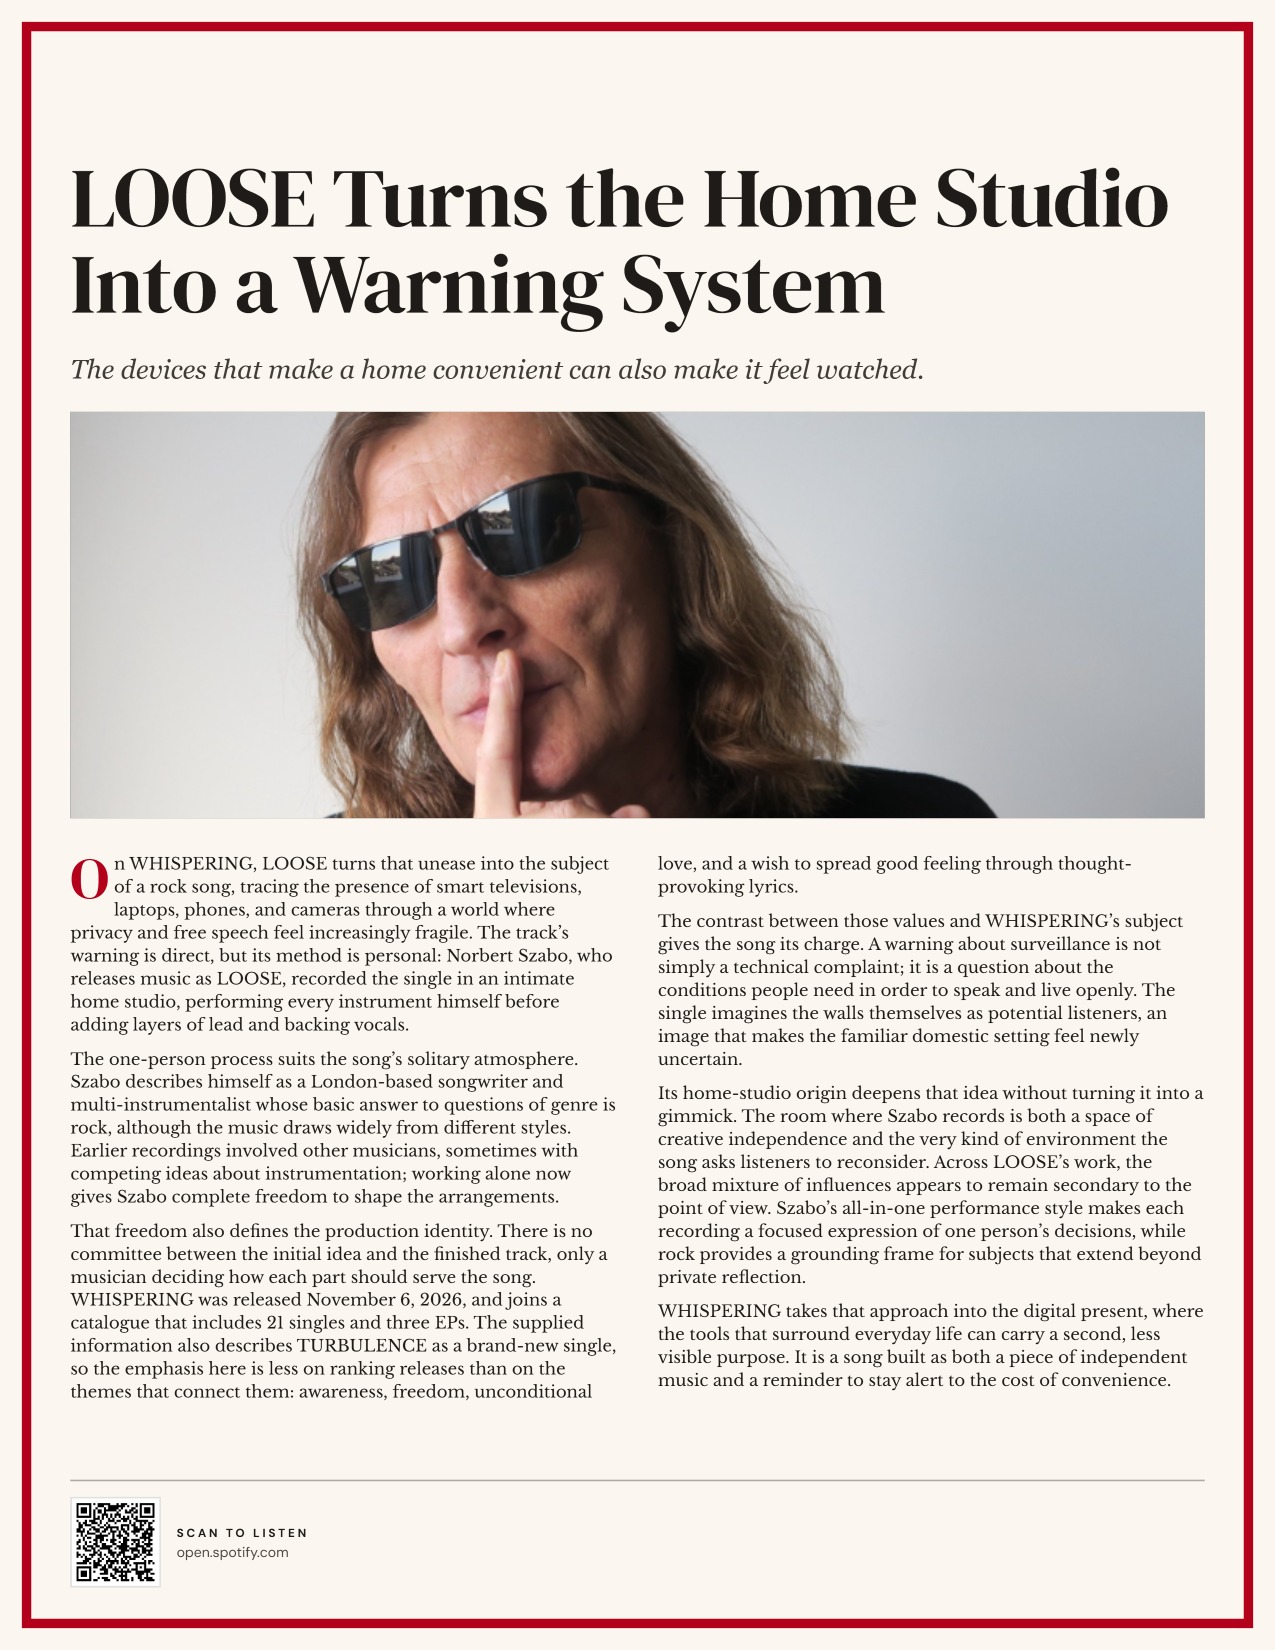 LOOSE Turns the Home Studio
Into a Warning System
The devices that make a home convenient can also make it feel watched.
On WHISPERING, LOOSE turns that unease into the subject
of a rock song, tracing the presence of smart televisions,
laptops, phones, and cameras through a world where
privacy and free speech feel increasingly fragile. The track’s
warning is direct, but its method is personal: Norbert Szabo, who
releases music as LOOSE, recorded the single in an intimate
home studio, performing every instrument himself before
adding layers of lead and backing vocals.
The one-person process suits the song’s solitary atmosphere.
Szabo describes himself as a London-based songwriter and
multi-instrumentalist whose basic answer to questions of genre is
rock, although the music draws widely from different styles.
Earlier recordings involved other musicians, sometimes with
competing ideas about instrumentation; working alone now
gives Szabo complete freedom to shape the arrangements.
That freedom also defines the production identity. There is no
committee between the initial idea and the finished track, only a
musician deciding how each part should serve the song.
WHISPERING was released November 6, 2026, and joins a
catalogue that includes 21 singles and three EPs. The supplied
information also describes TURBULENCE as a brand-new single,
so the emphasis here is less on ranking releases than on the
themes that connect them: awareness, freedom, unconditional
love, and a wish to spread good feeling through thought-
provoking lyrics.
The contrast between those values and WHISPERING’s subject
gives the song its charge. A warning about surveillance is not
simply a technical complaint; it is a question about the
conditions people need in order to speak and live openly. The
single imagines the walls themselves as potential listeners, an
image that makes the familiar domestic setting feel newly
uncertain.
Its home-studio origin deepens that idea without turning it into a
gimmick. The room where Szabo records is both a space of
creative independence and the very kind of environment the
song asks listeners to reconsider. Across LOOSE’s work, the
broad mixture of influences appears to remain secondary to the
point of view. Szabo’s all-in-one performance style makes each
recording a focused expression of one person’s decisions, while
rock provides a grounding frame for subjects that extend beyond
private reflection.
WHISPERING takes that approach into the digital present, where
the tools that surround everyday life can carry a second, less
visible purpose. It is a song built as both a piece of independent
music and a reminder to stay alert to the cost of convenience.
SCAN TO LISTEN
open.spotify.com